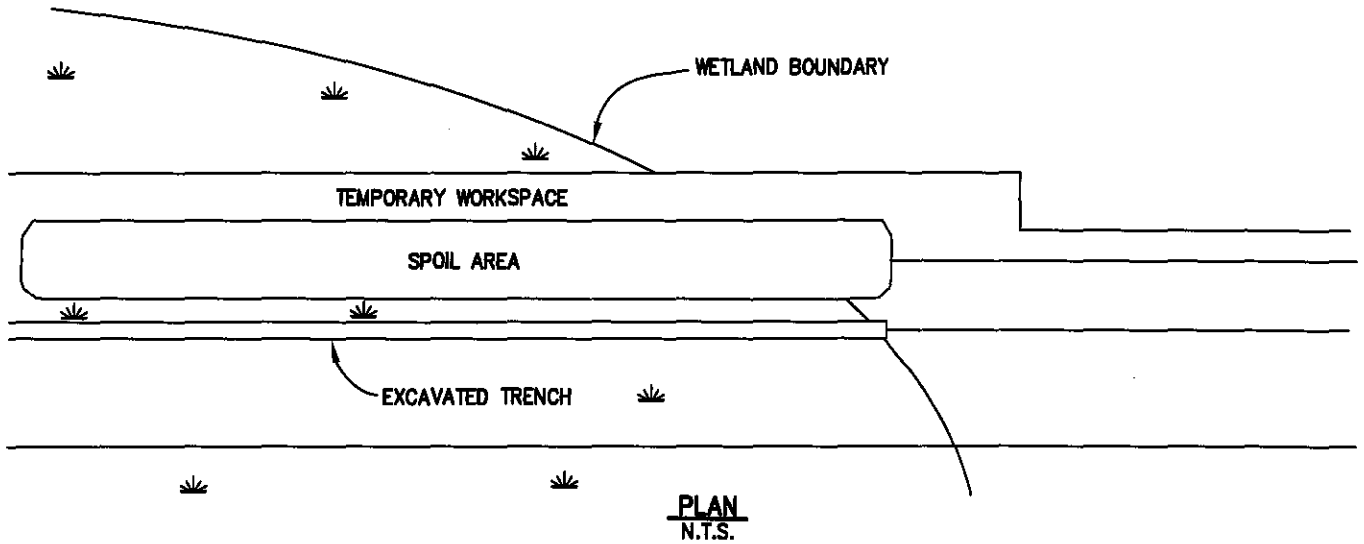 WETLAND BOUNDARY
TEMPORARY WORKSPACE
SPOIL AREA
EXCAVATED TRENCH
PLAN
N.T.S.